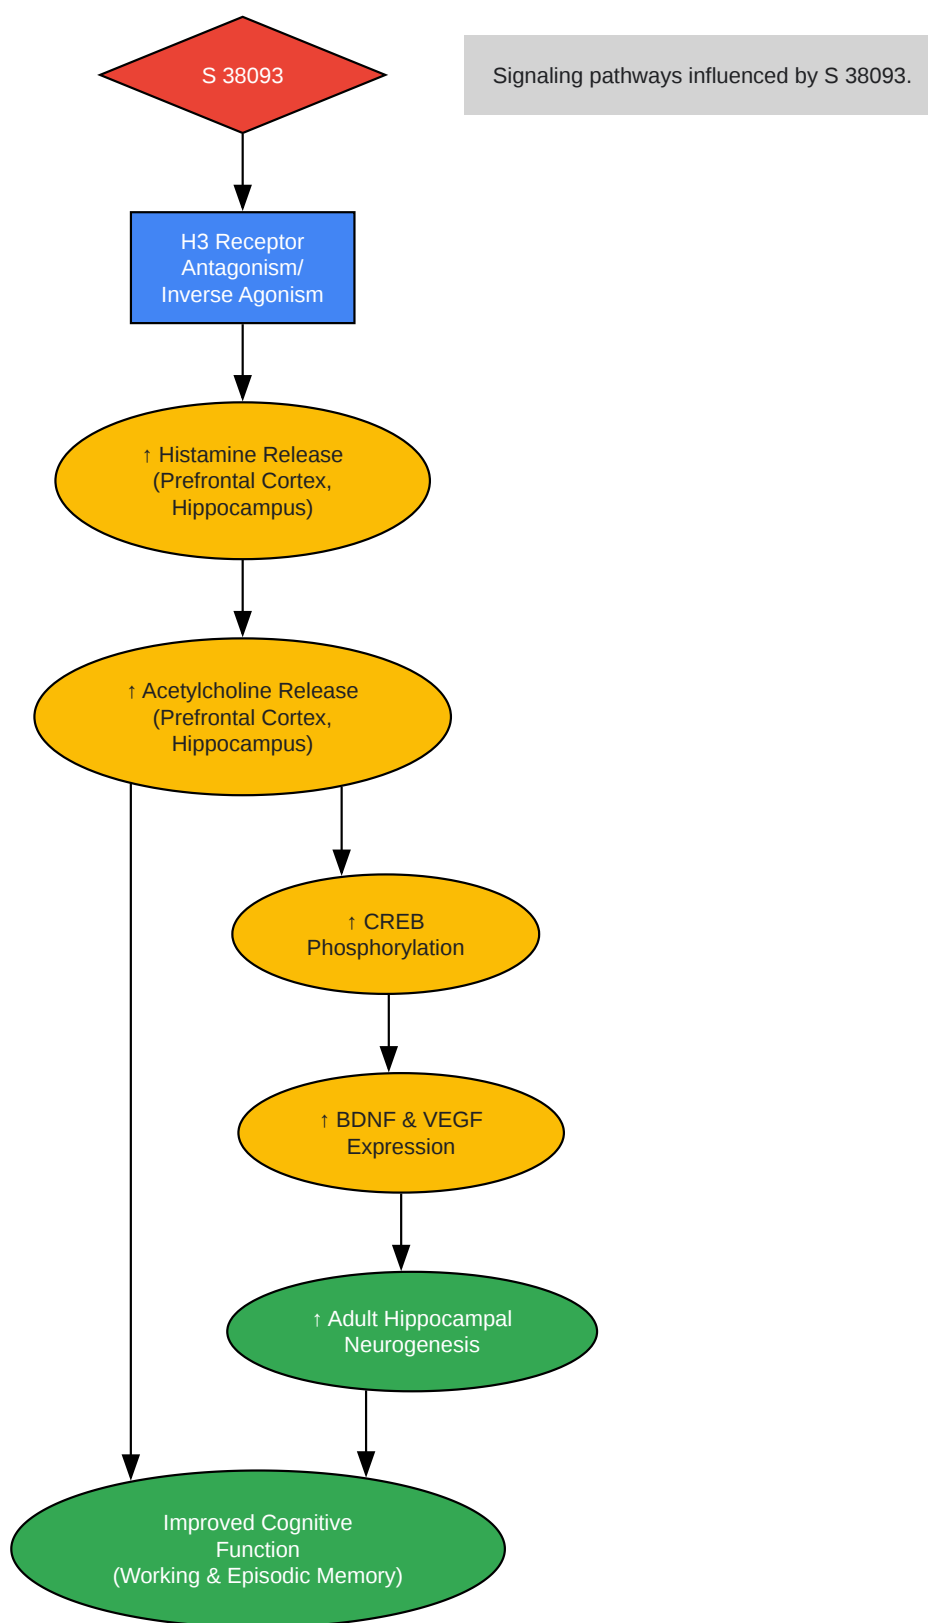 S 38093
Signaling pathways influenced by S 38093.
H3 Receptor
Antagonism/
Inverse Agonism
↑ Histamine Release
(Prefrontal Cortex,
Hippocampus)
↑ Acetylcholine Release
(Prefrontal Cortex,
Hippocampus)
↑ CREB
Phosphorylation
↑ BDNF & VEGF
Expression
↑ Adult Hippocampal
Neurogenesis
Improved Cognitive
Function
(Working & Episodic Memory)